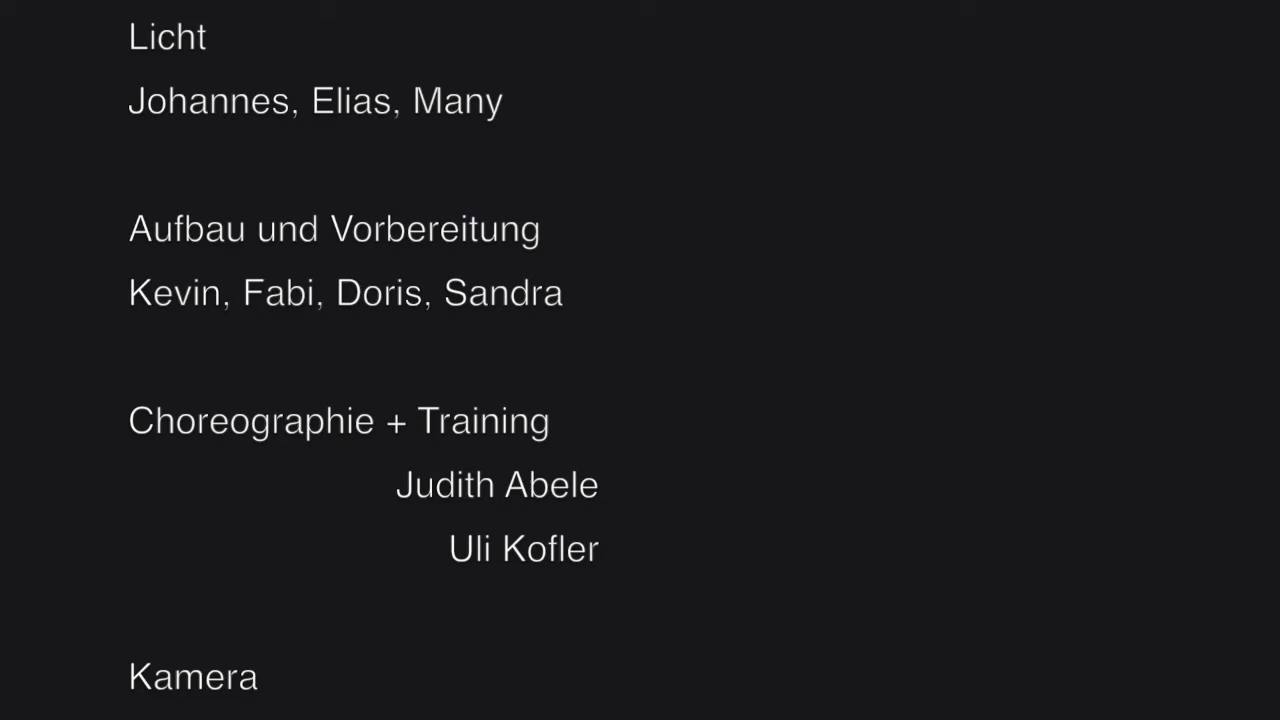 Licht
Johannes, Elias, Many
Aufbau und Vorbereitung
Kevin, Fabi, Doris, Sandra
Choreographie + Training
Judith Abele
Uli Kofler
Kamera